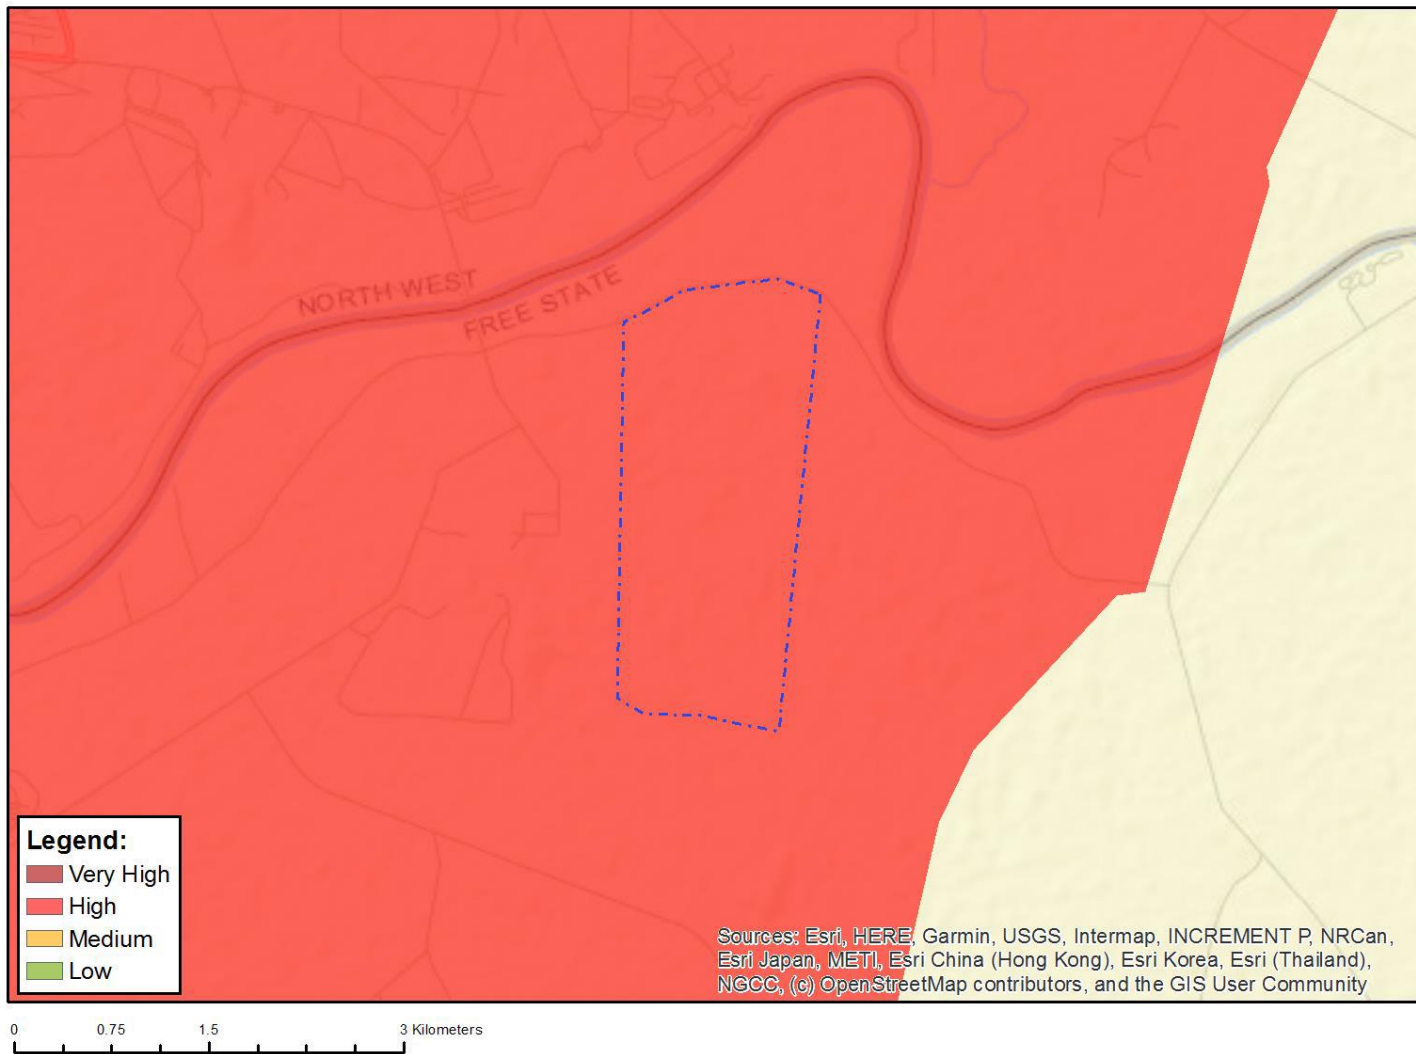 NORTH WEST
FREE STATE
Legend:
Very High
High
Medium
Low
Sources: Esri, HERE, Garmin, USGS, Intermap, INCREMENT P, NRCan,
Esri Japan, METI, Esri China (Hong Kong), Esri Korea, Esri (Thailand),
NGCC, (c) OpenStreetMap contributors, and the GIS User Community
0 0.75 1.5 3 Kilometers